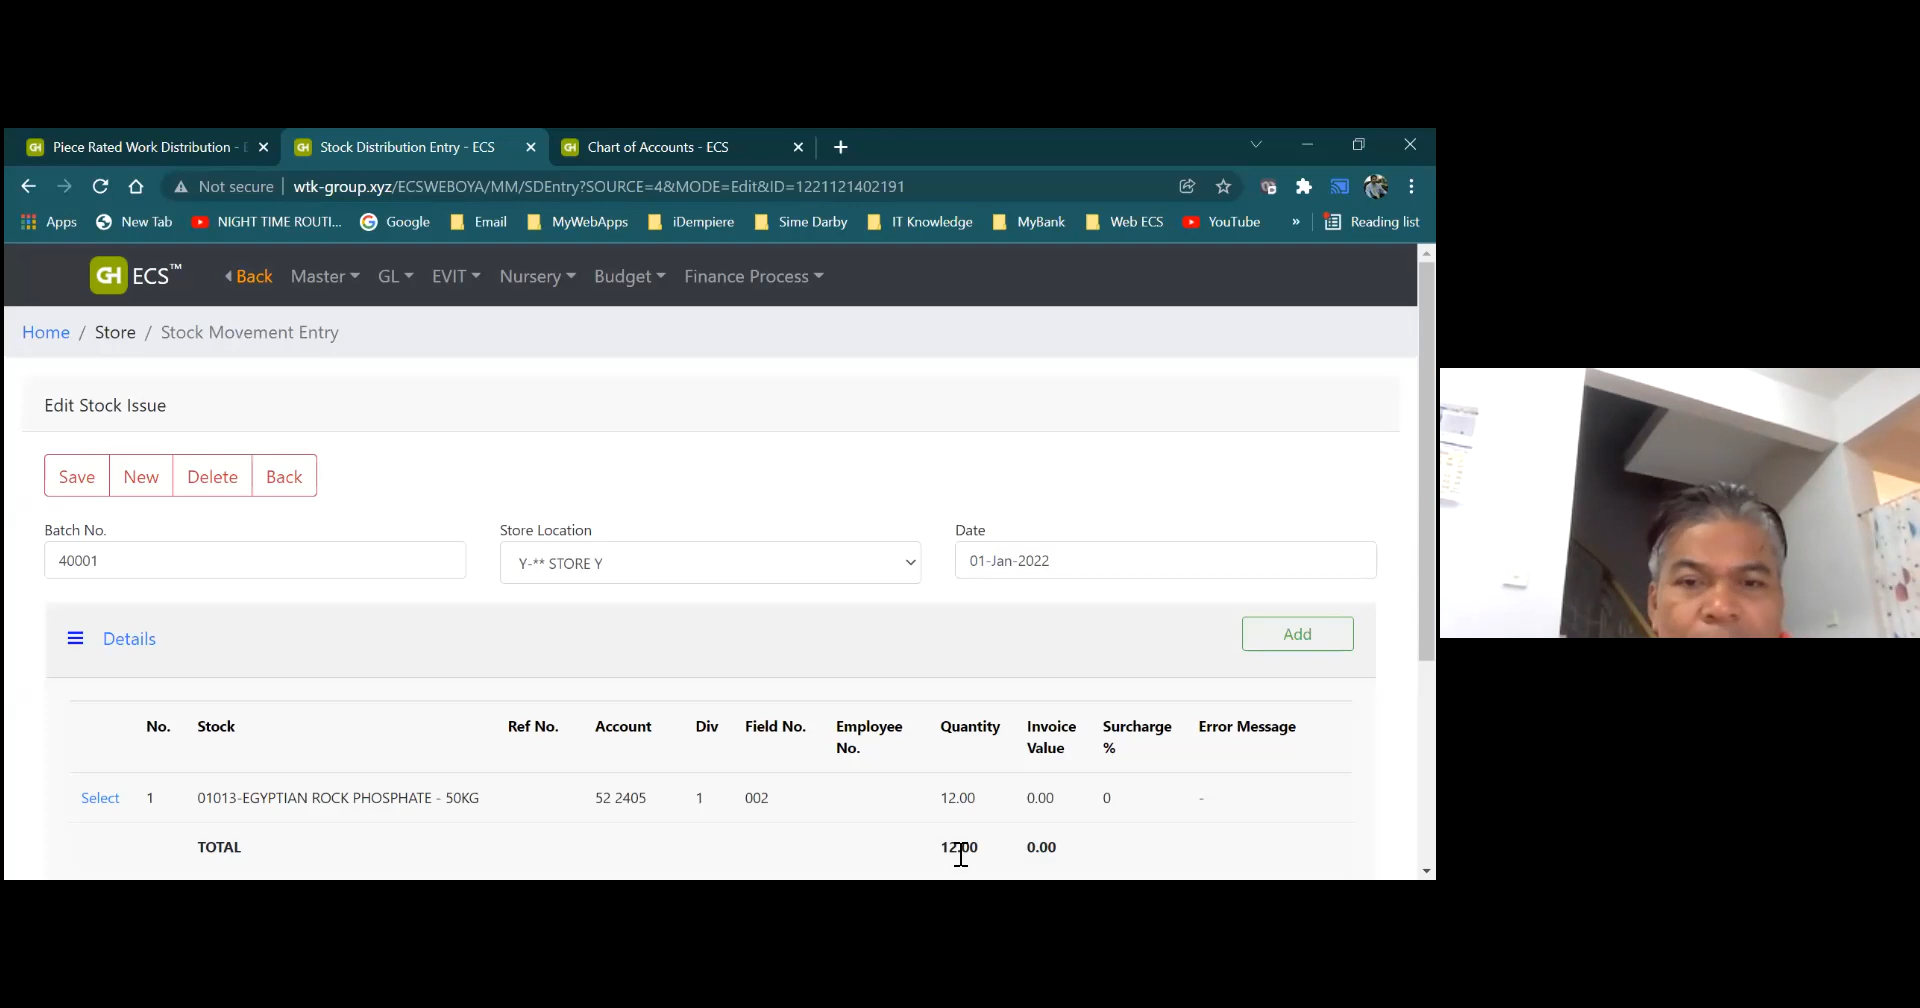 Piece Rated Work Distribution - E
Stock Distribution Entry - ECS
Chart of Accounts - ECS
Not secure wtk-group.xyz/ECSWEBOYA/MM/SDEntry?SOURCE=4&MODE=Edit&ID=1221121402191
Apps New Tab NIGHT TIME ROUTI... Google Email MyWebApps iDempiere Sime Darby IT Knowledge MyBank Web ECS YouTube » Reading list
GH ECS™ Back Master GL EVIT Nursery Budget Finance Process
Home / Store / Stock Movement Entry
Edit Stock Issue
Save New Delete Back
Batch No. Store Location Date
40001 Y-** STORE Y 01-Jan-2022
Details Add
No. Stock Ref No. Account Div Field No. Employee No. Quantity Invoice Value Surcharge % Error Message
Select 1 01013-EGYPTIAN ROCK PHOSPHATE - 50KG 52 2405 1 002 12.00 0.00 0 -
TOTAL 12.00 0.00